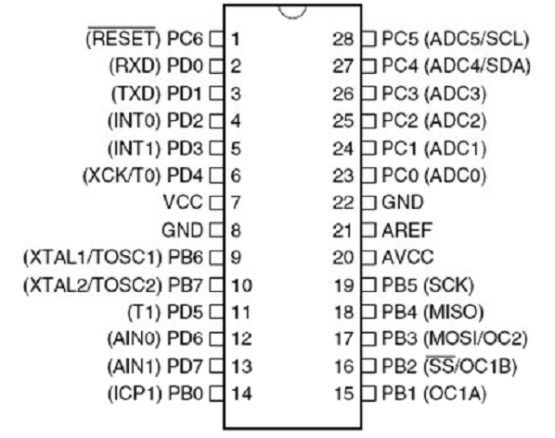 (RESET) PC6 1 28 PC5 (ADC5/SCL)
(RXD) PD0 2 27 PC4 (ADC4/SDA)
(TXD) PD1 3 26 PC3 (ADC3)
(INT0) PD2 4 25 PC2 (ADC2)
(INT1) PD3 5 24 PC1 (ADC1)
(XCK/T0) PD4 6 23 PC0 (ADC0)
VCC 7 22 GND
GND 8 21 AREF
(XTAL1/TOSC1) PB6 9 20 AVCC
(XTAL2/TOSC2) PB7 10 19 PB5 (SCK)
(T1) PD5 11 18 PB4 (MISO)
(AIN0) PD6 12 17 PB3 (MOSI/OC2)
(AIN1) PD7 13 16 PB2 (SS/OC1B)
(ICP1) PB0 14 15 PB1 (OC1A)